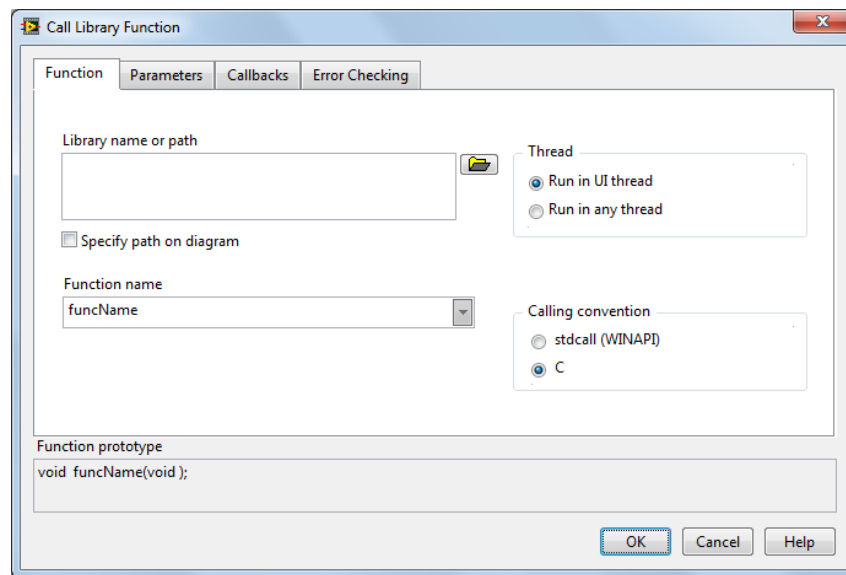 Call Library Function
Function Parameters Callbacks Error Checking
Library name or path
Specify path on diagram
Function name
funcName
Thread
Run in UI thread
Run in any thread
Calling convention
stdcall (WINAPI)
C
Function prototype
void funcName(void );
OK Cancel Help